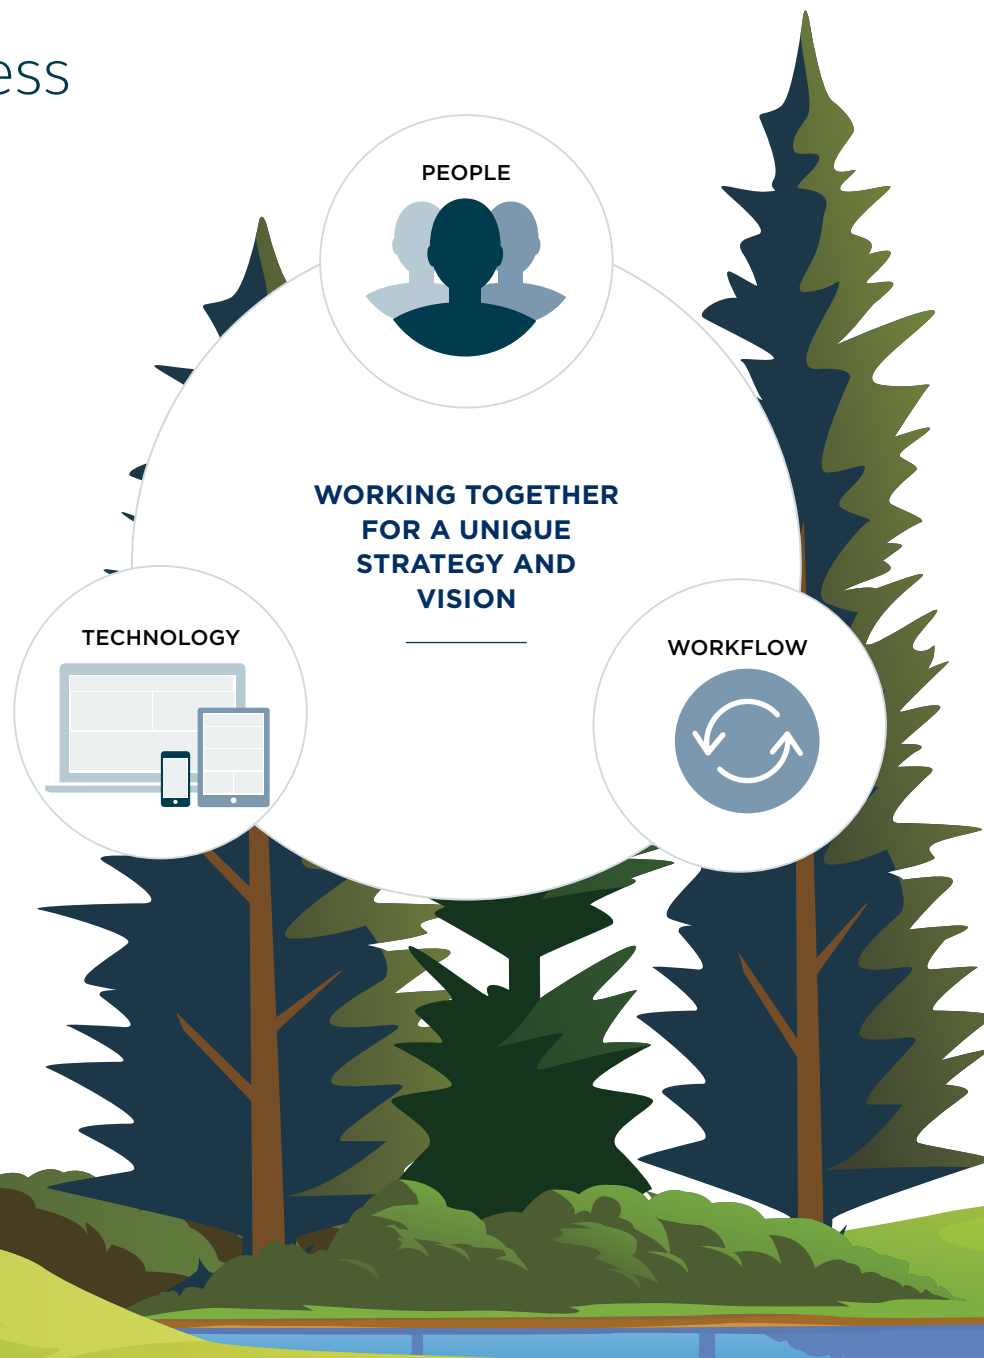 ess
PEOPLE
WORKING TOGETHER
FOR A UNIQUE
STRATEGY AND
VISION
TECHNOLOGY
WORKFLOW